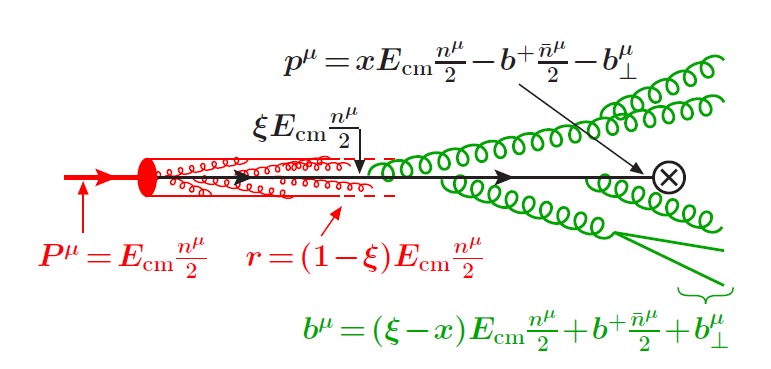 p^μ = xE_cm n^μ/2 − b^+ n̄^μ/2 − b_⊥^μ
ξE_cm n^μ/2
P^μ = E_cm n^μ/2
r = (1−ξ)E_cm n^μ/2
b^μ = (ξ−x)E_cm n^μ/2 + b^+ n̄^μ/2 + b_⊥^μ